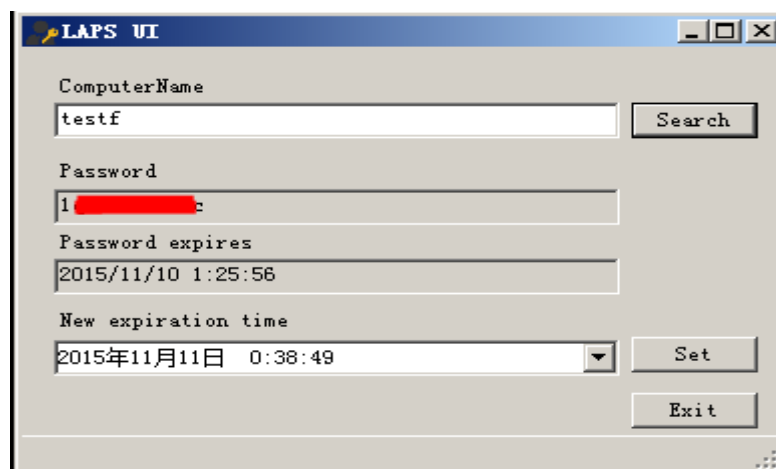 LAPS UI
ComputerName
testf
Search
Password
Password expires
2015/11/10 1:25:56
New expiration time
2015年11月11日 0:38:49
Set
Exit